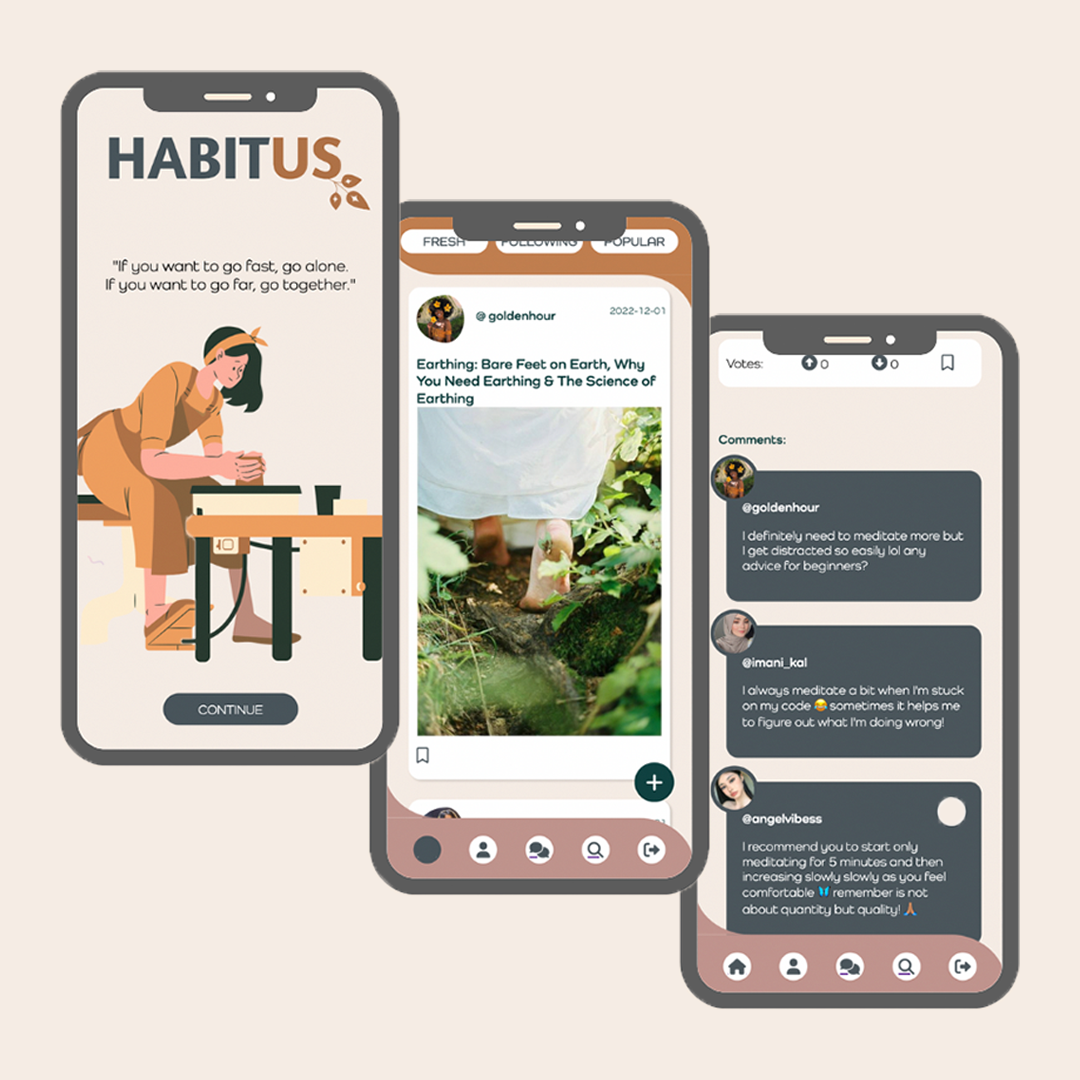 HABITUS
"If you want to go fast, go alone.
If you want to go far, go together."
CONTINUE
FRESH FOLLOWING POPULAR
@ goldenhour 2022-12-01
Earthing: Bare Feet on Earth, Why
You Need Earthing & The Science of
Earthing
Votes: 0 0
Comments:
@goldenhour
I definitely need to meditate more but
I get distracted so easily lol any
advice for beginners?
@imani_kal
I always meditate a bit when I'm stuck
on my code 😂 sometimes it helps me
to figure out what I'm doing wrong!
@angelvibess
I recommend you to start only
meditating for 5 minutes and then
increasing slowly slowly as you feel
comfortable 🦋 remember is not
about quantity but quality! 🙏🏽